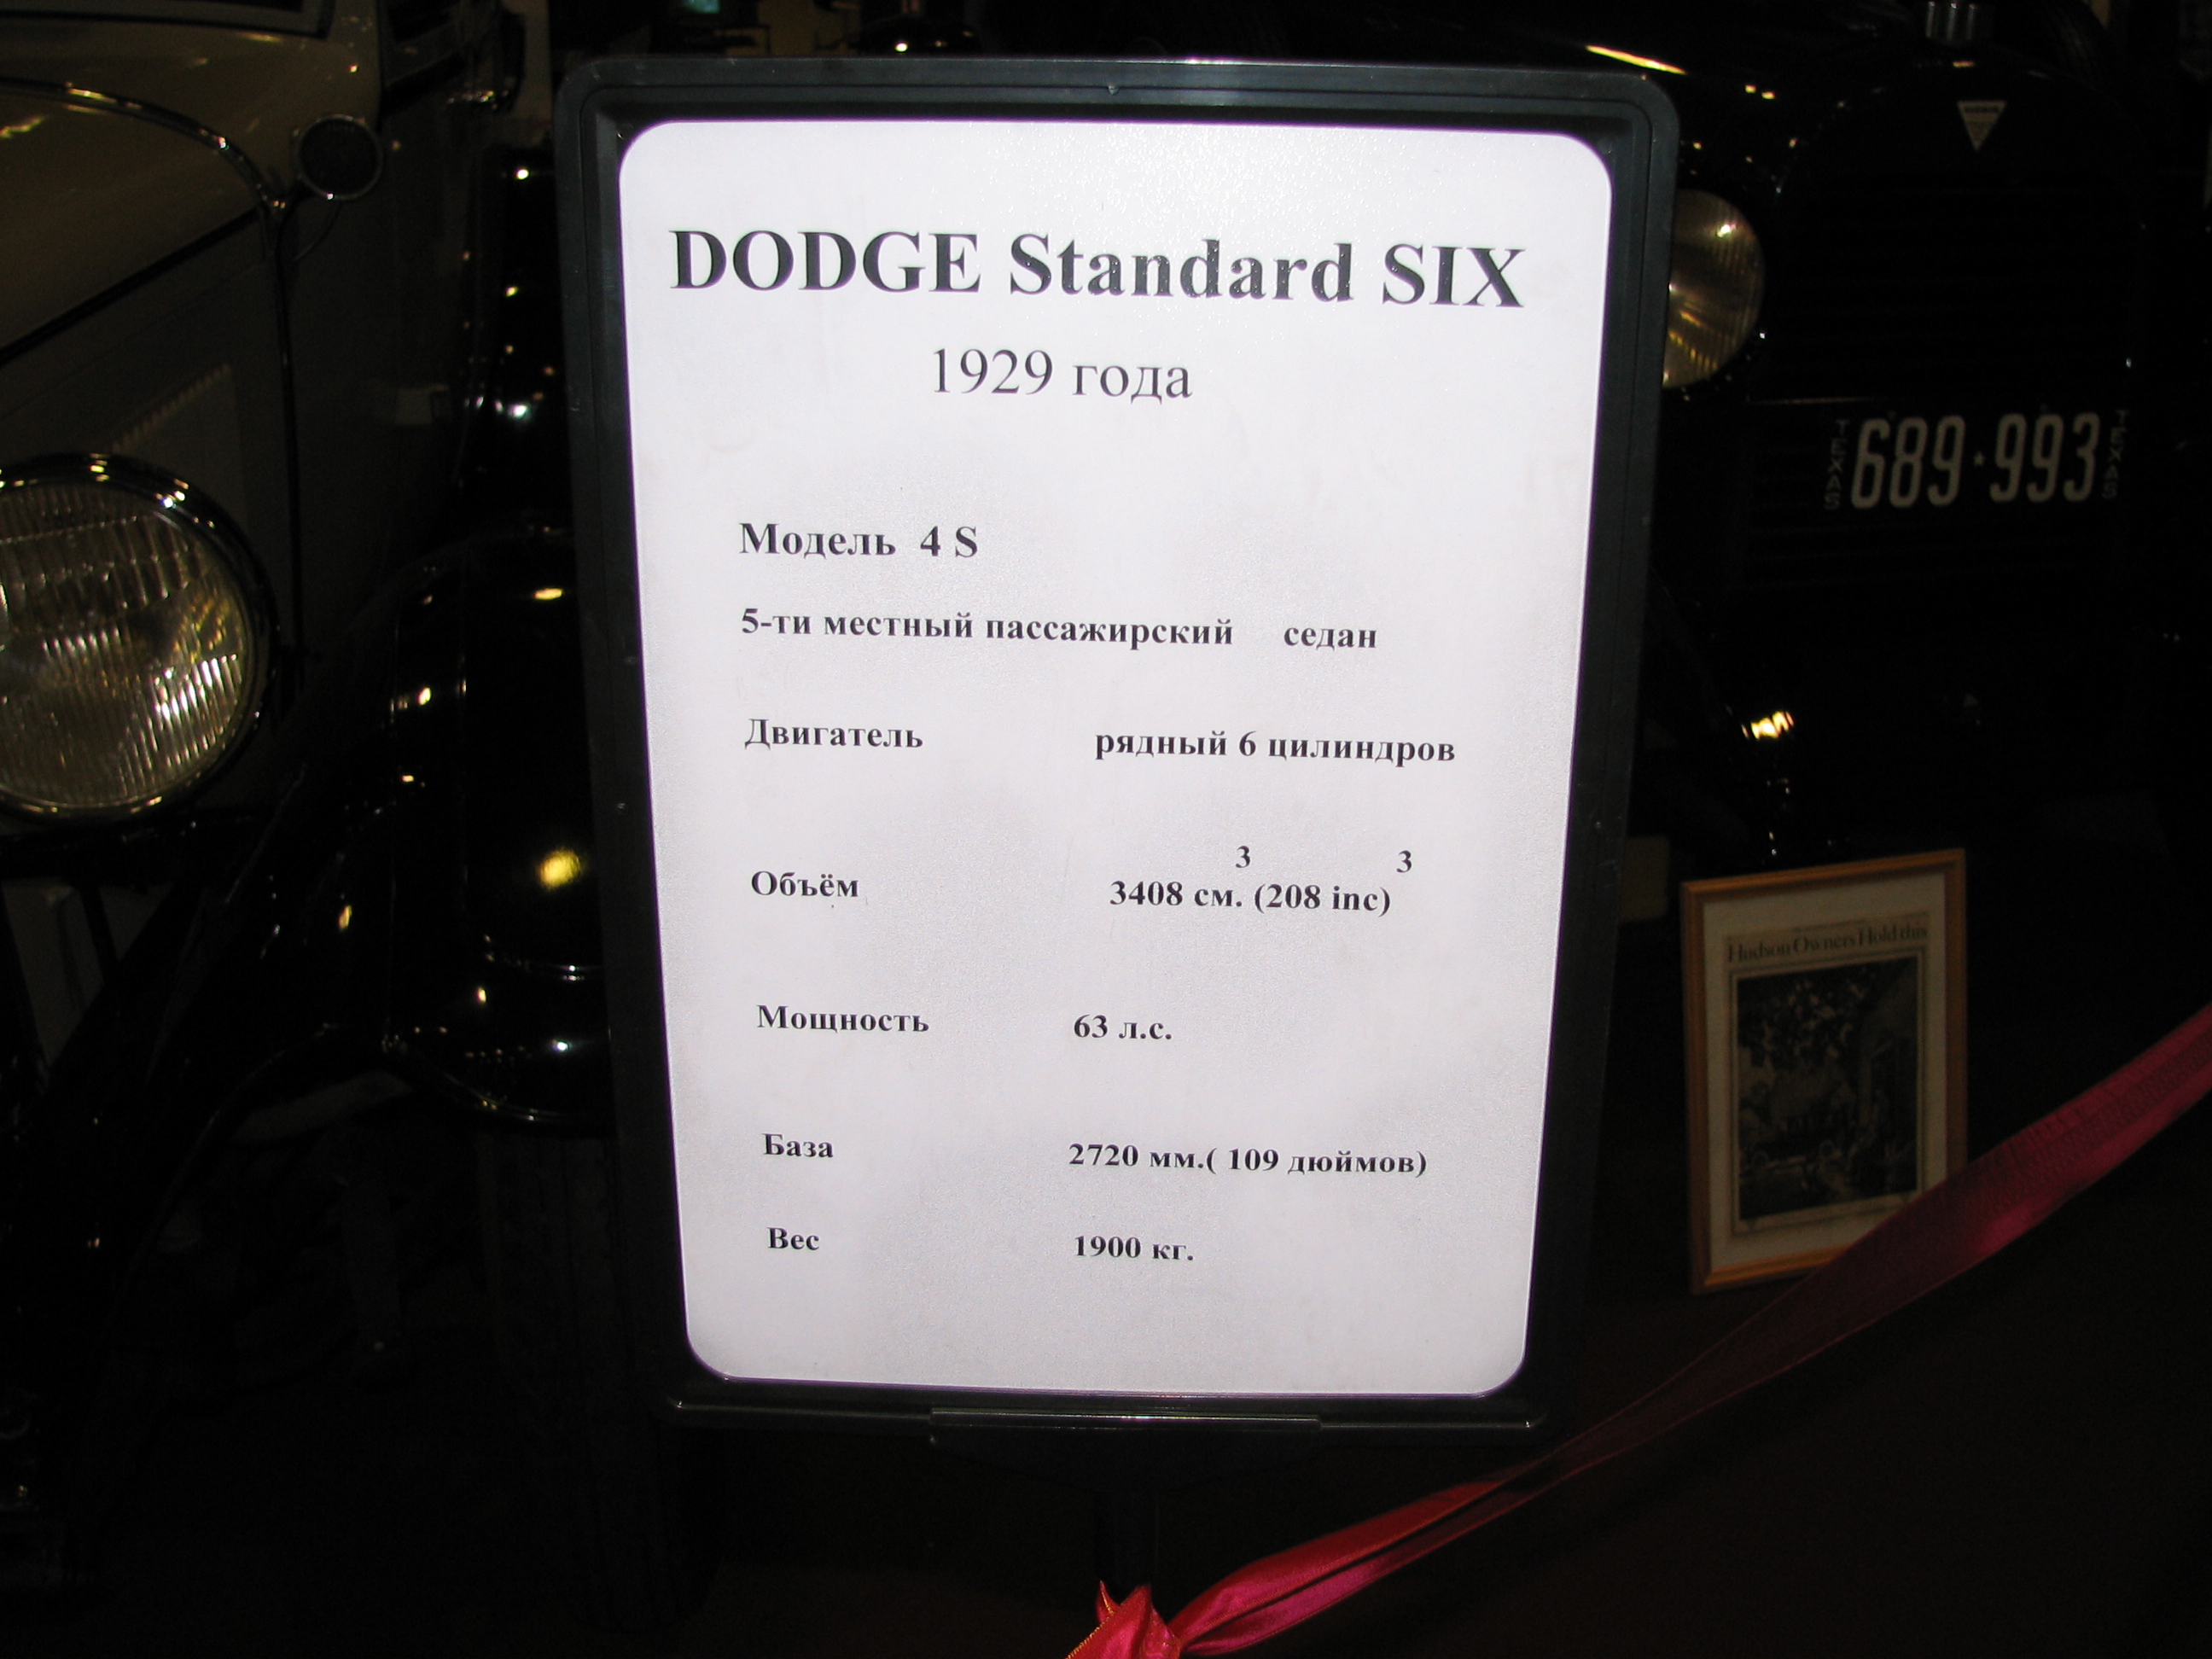 DODGE Standard SIX
1929 года
Модель 4 S
5-ти местный пассажирский седан
Двигатель рядный 6 цилиндров
Объём 3408 см.³ (208 inc)³
Мощность 63 л.с.
База 2720 мм.( 109 дюймов)
Вес 1900 кг.
TEXAS 689·993 TEXAS
Hudson Owners Hold this